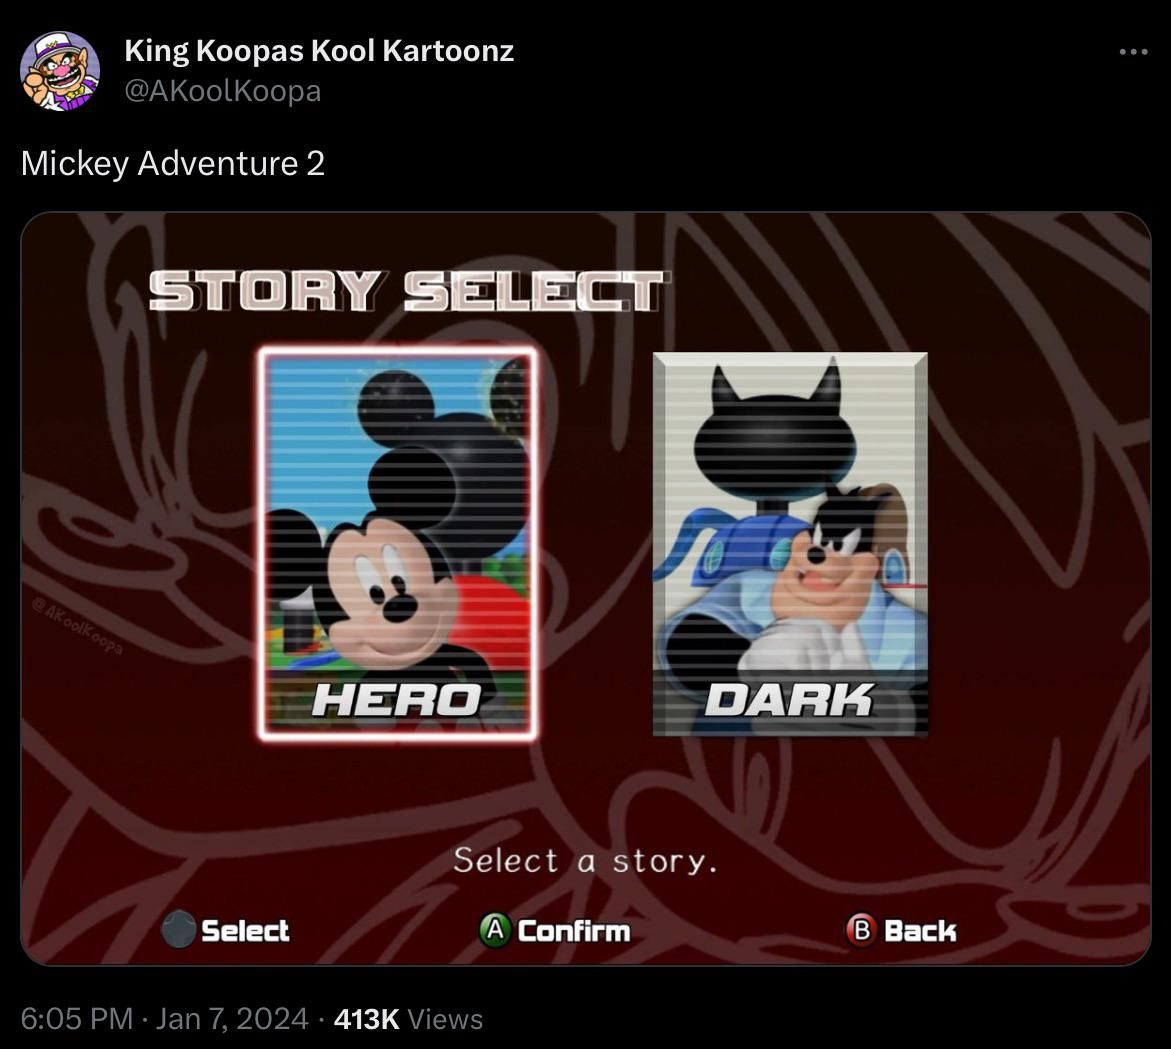 King Koopas Kool Kartoonz
@AKoolKoopa
Mickey Adventure 2
STORY SELECT
HERO
DARK
@AKoolKoopa
Select a story.
Select
A Confirm
B Back
6:05 PM · Jan 7, 2024 · 413K Views